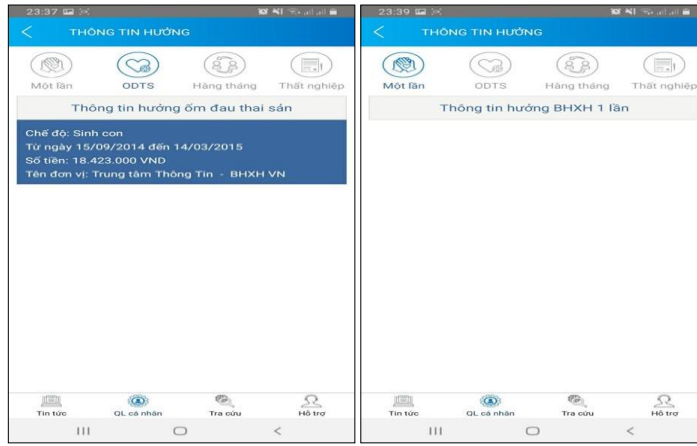 23:37
THÔNG TIN HƯỞNG
Một lần ODTS Hàng tháng Thất nghiệp
Thông tin hưởng ốm đau thai sản
Chế độ: Sinh con
Từ ngày 15/09/2014 đến 14/03/2015
Số tiền: 18.423.000 VND
Tên đơn vị: Trung tâm Thông Tin - BHXH VN
Tin tức QL cá nhân Tra cứu Hỗ trợ
23:39
THÔNG TIN HƯỞNG
Một lần ODTS Hàng tháng Thất nghiệp
Thông tin hưởng BHXH 1 lần
Tin tức QL cá nhân Tra cứu Hỗ trợ